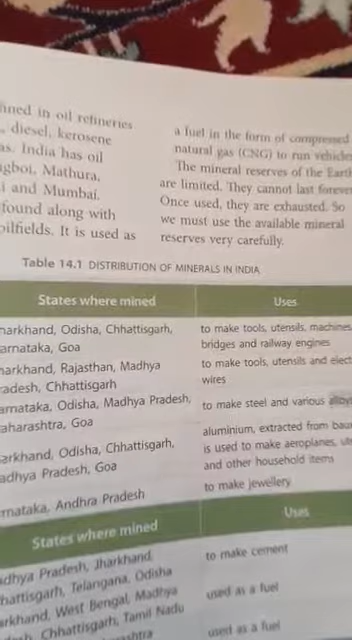 fined in oil refineries
diesel, kerosene
as. India has oil
igboi, Mathura,
i and Mumbai.
found along with
oilfields. It is used as
a fuel in the form of compressed
natural gas (CNG) to run vehicles
The mineral reserves of the Earth
are limited. They cannot last forever
Once used, they are exhausted. So
we must use the available mineral
reserves very carefully.
Table 14.1 DISTRIBUTION OF MINERALS IN INDIA
States where mined Uses
harkhand, Odisha, Chhattisgarh, to make tools, utensils, machines
arnataka, Goa bridges and railway engines
harkhand, Rajasthan, Madhya to make tools, utensils and elect
radesh, Chhattisgarh wires
arnataka, Odisha, Madhya Pradesh, to make steel and various alloys
aharashtra, Goa
arkhand, Odisha, Chhattisgarh, aluminium, extracted from baux
adhya Pradesh, Goa is used to make aeroplanes, ute
and other household items
rnataka, Andhra Pradesh to make jewellery
States where mined Uses
adhya Pradesh, Jharkhand, to make cement
hattisgarh, Telangana, Odisha
arkhand, West Bengal, Madhya used as a fuel
Chhattisgarh, Tamil Nadu
rashtra used as a fuel